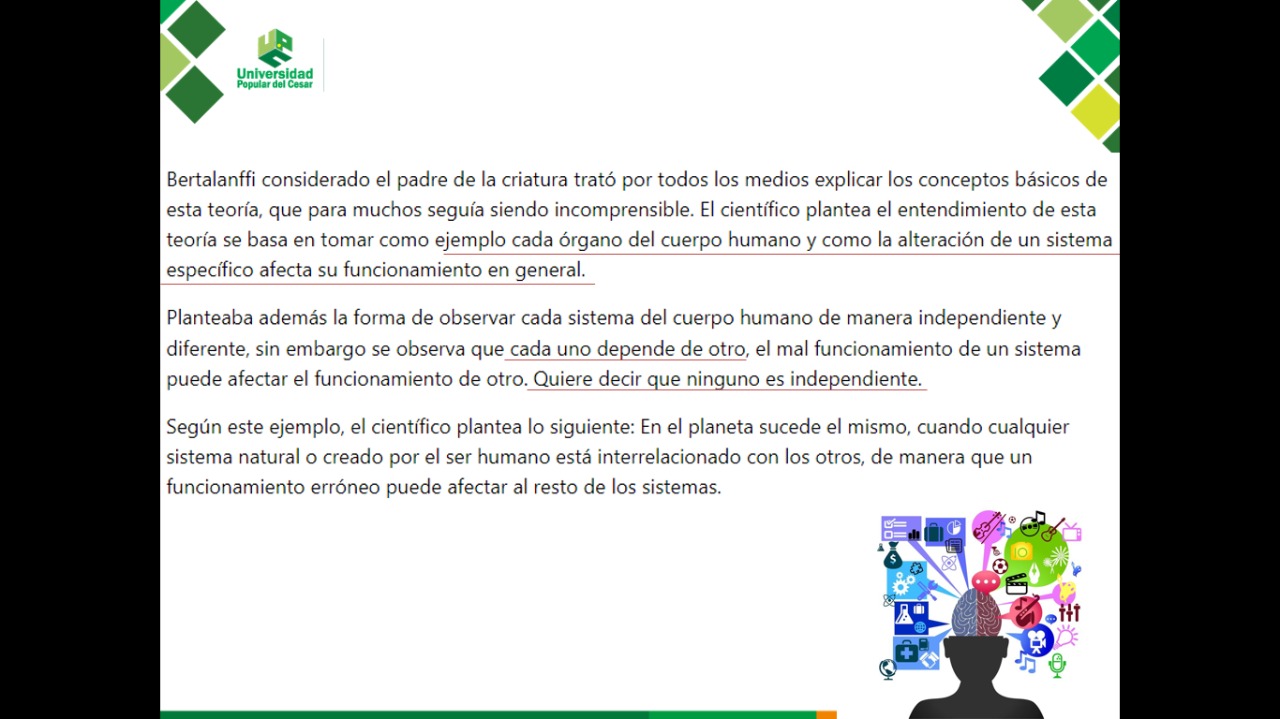 Universidad
Popular del Cesar
Bertalanffi considerado el padre de la criatura trató por todos los medios explicar los conceptos básicos de
esta teoría, que para muchos seguía siendo incomprensible. El científico plantea el entendimiento de esta
teoría se basa en tomar como ejemplo cada órgano del cuerpo humano y como la alteración de un sistema
específico afecta su funcionamiento en general.
Planteaba además la forma de observar cada sistema del cuerpo humano de manera independiente y
diferente, sin embargo se observa que cada uno depende de otro, el mal funcionamiento de un sistema
puede afectar el funcionamiento de otro. Quiere decir que ninguno es independiente.
Según este ejemplo, el científico plantea lo siguiente: En el planeta sucede el mismo, cuando cualquier
sistema natural o creado por el ser humano está interrelacionado con los otros, de manera que un
funcionamiento erróneo puede afectar al resto de los sistemas.